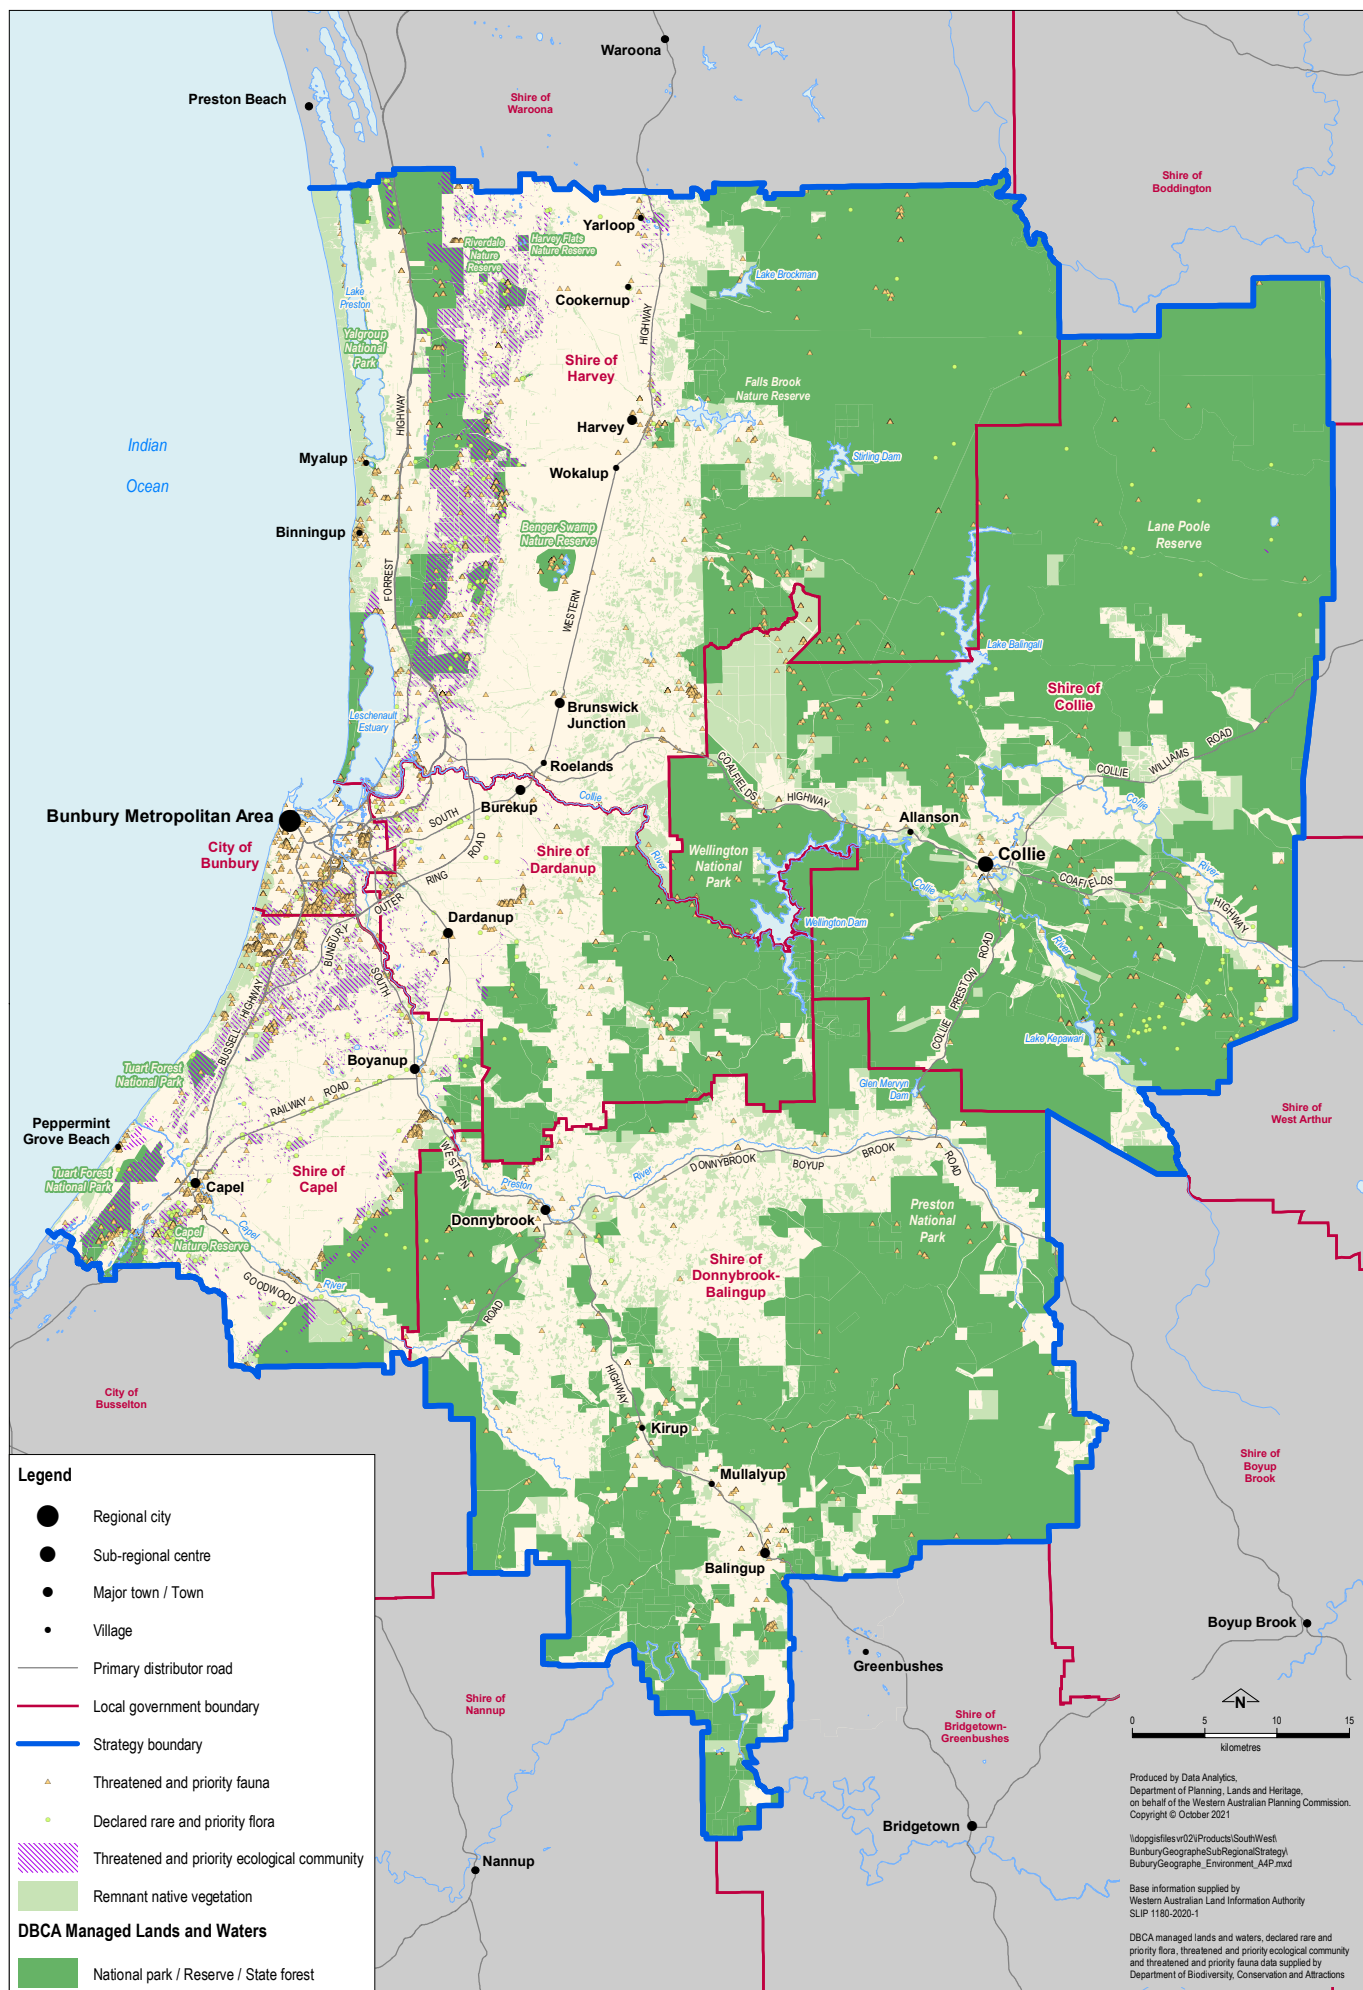 Waroona
Preston Beach
Shire of
Waroona
Shire of
Boddington
Yarloop
Riverdale
Nature
Reserve
Harvey Flats
Nature Reserve
Lake Brockman
Cookernup
Lake
Preston
HIGHWAY
Yalgroup
National
Park
Shire of
Harvey
Falls Brook
Nature Reserve
HIGHWAY
Harvey
Indian
Ocean
Myalup
Wokalup
Stirling Dam
Binningup
Benger Swamp
Nature Reserve
Lane Poole
Reserve
FORREST
WESTERN
Lake Balingall
Shire of
Collie
Leschenault
Estuary
Brunswick
Junction
Roelands
COALFIELDS
HIGHWAY
COLLIE
WILLIAMS
ROAD
Collie
Burekup
Collie
River
Allanson
Bunbury Metropolitan Area
City of
Bunbury
SOUTH
ROAD
RING
OUTER
BUNBURY
Shire of
Dardanup
Wellington
National
Park
Collie
COAFIELDS
HIGHWAY
River
Collie
River
Dardanup
Wellington Dam
SOUTH
BUSSELL
HIGHWAY
COLLIE
PRESTON
ROAD
Lake Kepawari
Boyanup
Tuart Forest
National Park
RAILWAY
ROAD
Glen Mervyn
Dam
Peppermint
Grove Beach
Shire of
West Arthur
WESTERN
Tuart Forest
National Park
Capel
Shire of
Capel
Preston
River
DONNYBROOK
BOYUP
BROOK
ROAD
Donnybrook
Preston
National
Park
Capel
Nature Reserve
Capel
River
GOODWOOD
ROAD
Shire of
Donnybrook-
Balingup
HIGHWAY
City of
Busselton
Kirup
Mullalyup
Shire of
Boyup
Brook
Balingup
Boyup Brook
Greenbushes
Shire of
Nannup
Shire of
Bridgetown-
Greenbushes
Bridgetown
Nannup
Legend
Regional city
Sub-regional centre
Major town / Town
Village
Primary distributor road
Local government boundary
Strategy boundary
Threatened and priority fauna
Declared rare and priority flora
Threatened and priority ecological community
Remnant native vegetation
DBCA Managed Lands and Waters
National park / Reserve / State forest
N
0 5 10 15
kilometres
Produced by Data Analytics,
Department of Planning, Lands and Heritage,
on behalf of the Western Australian Planning Commission.
Copyright © October 2021
\\dopgisfilesvr02\iProducts\SouthWest\
BunburyGeographeSubRegionalStrategy\
BuburyGeographe_Environment_A4P.mxd
Base information supplied by
Western Australian Land Information Authority
SLIP 1180-2020-1
DBCA managed lands and waters, declared rare and
priority flora, threatened and priority ecological community
and threatened and priority fauna data supplied by
Department of Biodiversity, Conservation and Attractions